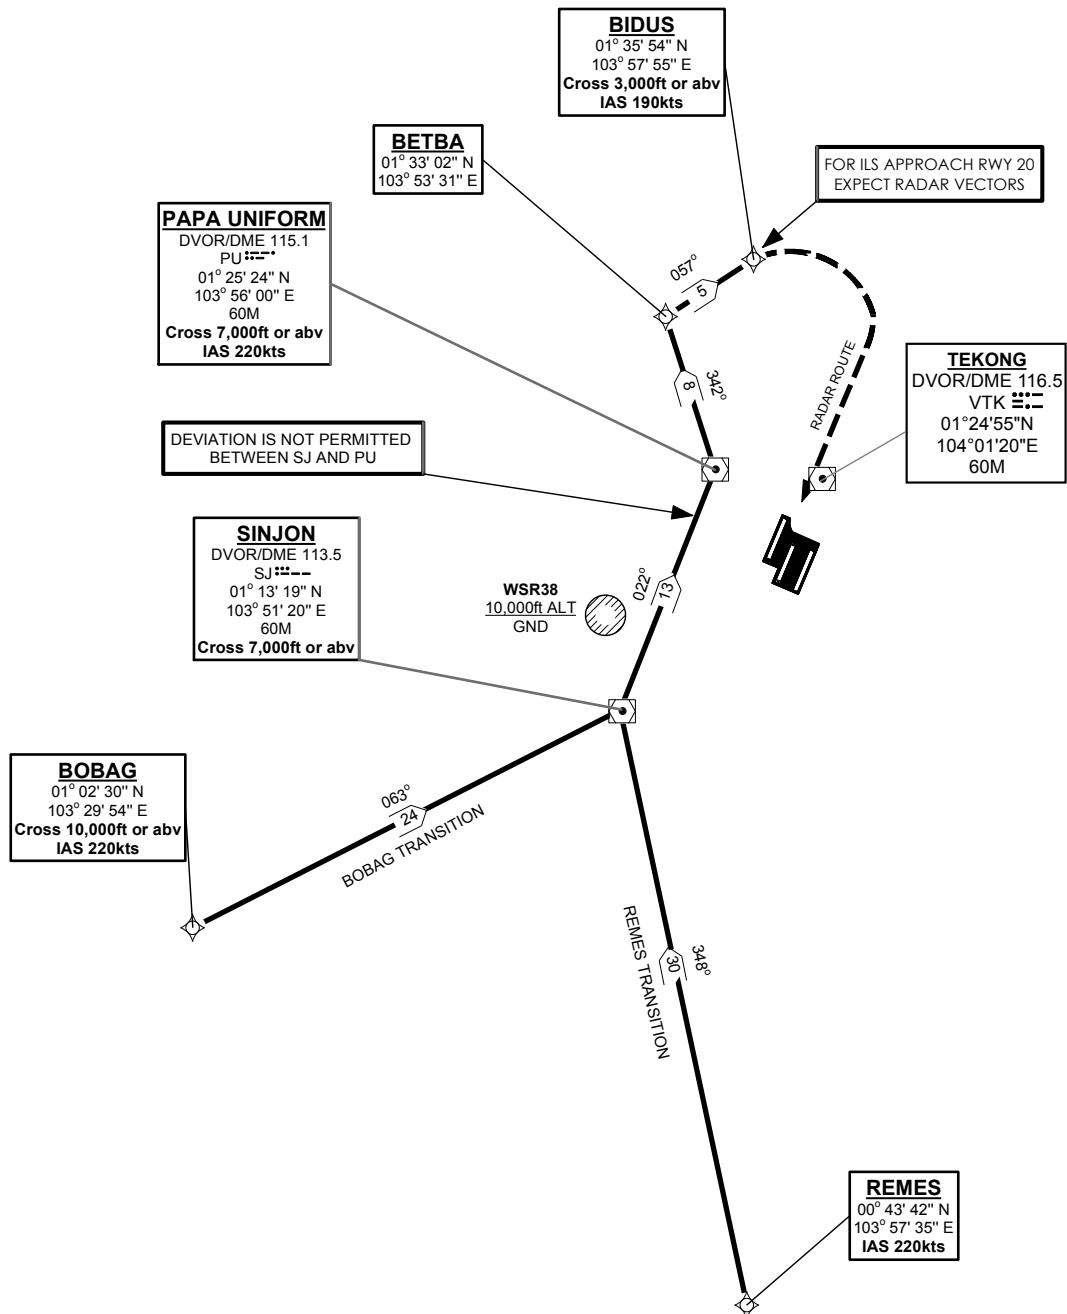 BIDUS
01° 35' 54" N
103° 57' 55" E
Cross 3,000ft or abv
IAS 190kts
BETBA
01° 33' 02" N
103° 53' 31" E
FOR ILS APPROACH RWY 20
EXPECT RADAR VECTORS
PAPA UNIFORM
DVOR/DME 115.1
PU
01° 25' 24" N
103° 56' 00" E
60M
Cross 7,000ft or abv
IAS 220kts
057°
5
RADAR ROUTE
TEKONG
DVOR/DME 116.5
VTK
01°24'55"N
104°01'20"E
60M
342°
8
DEVIATION IS NOT PERMITTED
BETWEEN SJ AND PU
SINJON
DVOR/DME 113.5
SJ
01° 13' 19" N
103° 51' 20" E
60M
Cross 7,000ft or abv
WSR38
10,000ft ALT
GND
022°
13
BOBAG
01° 02' 30" N
103° 29' 54" E
Cross 10,000ft or abv
IAS 220kts
063°
24
BOBAG TRANSITION
REMES TRANSITION
30
348°
REMES
00° 43' 42" N
103° 57' 35" E
IAS 220kts